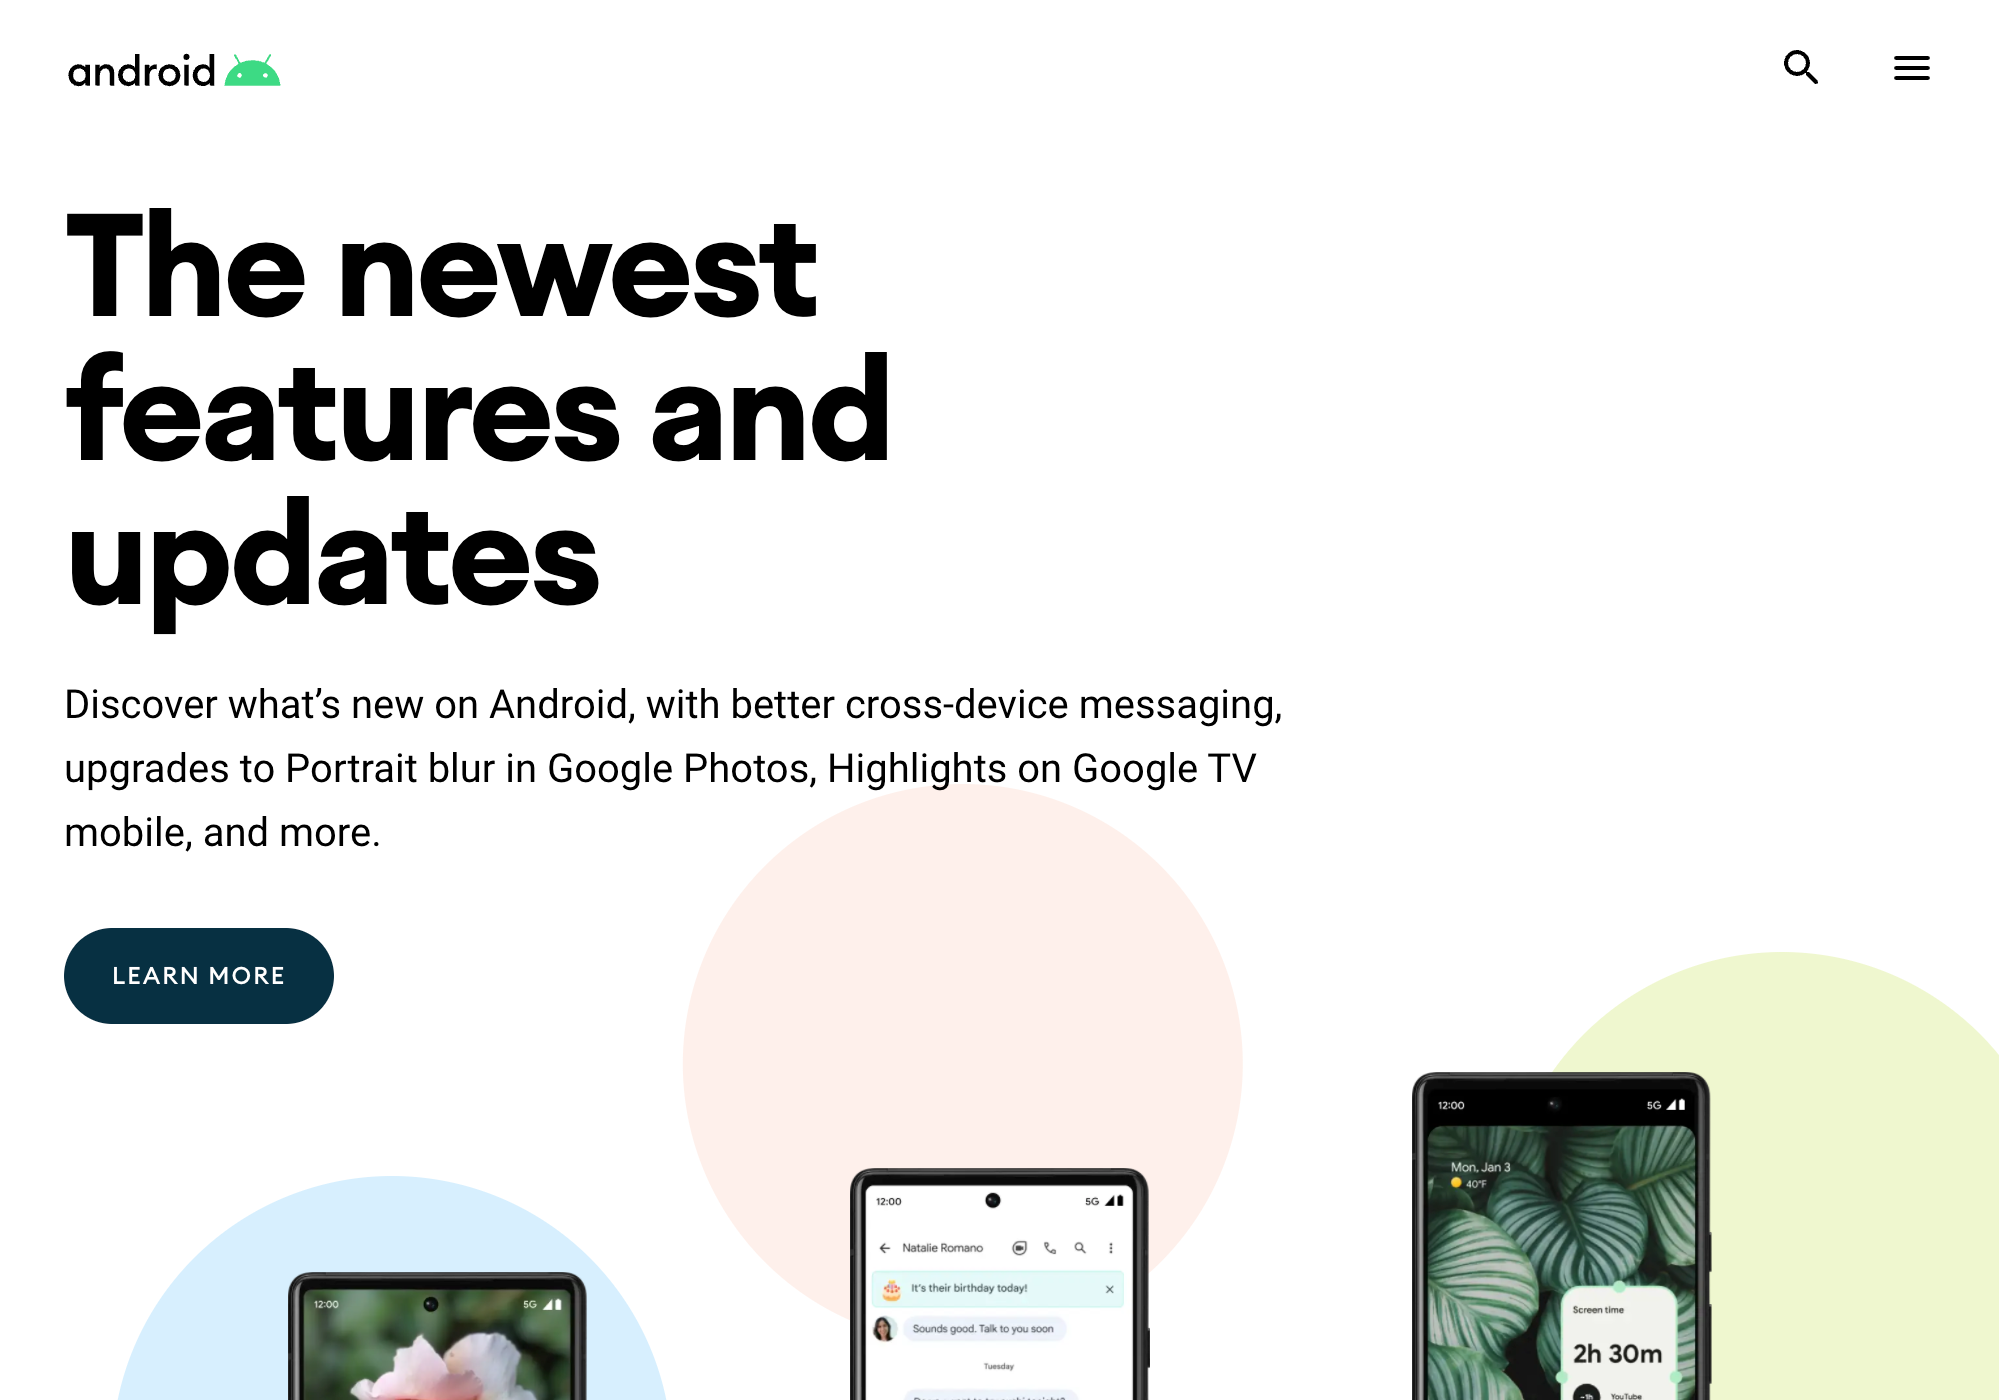 android
The newest
features and
updates
Discover what’s new on Android, with better cross-device messaging,
upgrades to Portrait blur in Google Photos, Highlights on Google TV
mobile, and more.
LEARN MORE
12:00 5G
12:00 5G
Natalie Romano
It's their birthday today!
Sounds good. Talk to you soon
Tuesday
12:00 5G
Mon, Jan 3
40°F
Screen time
2h 30m
YouTube